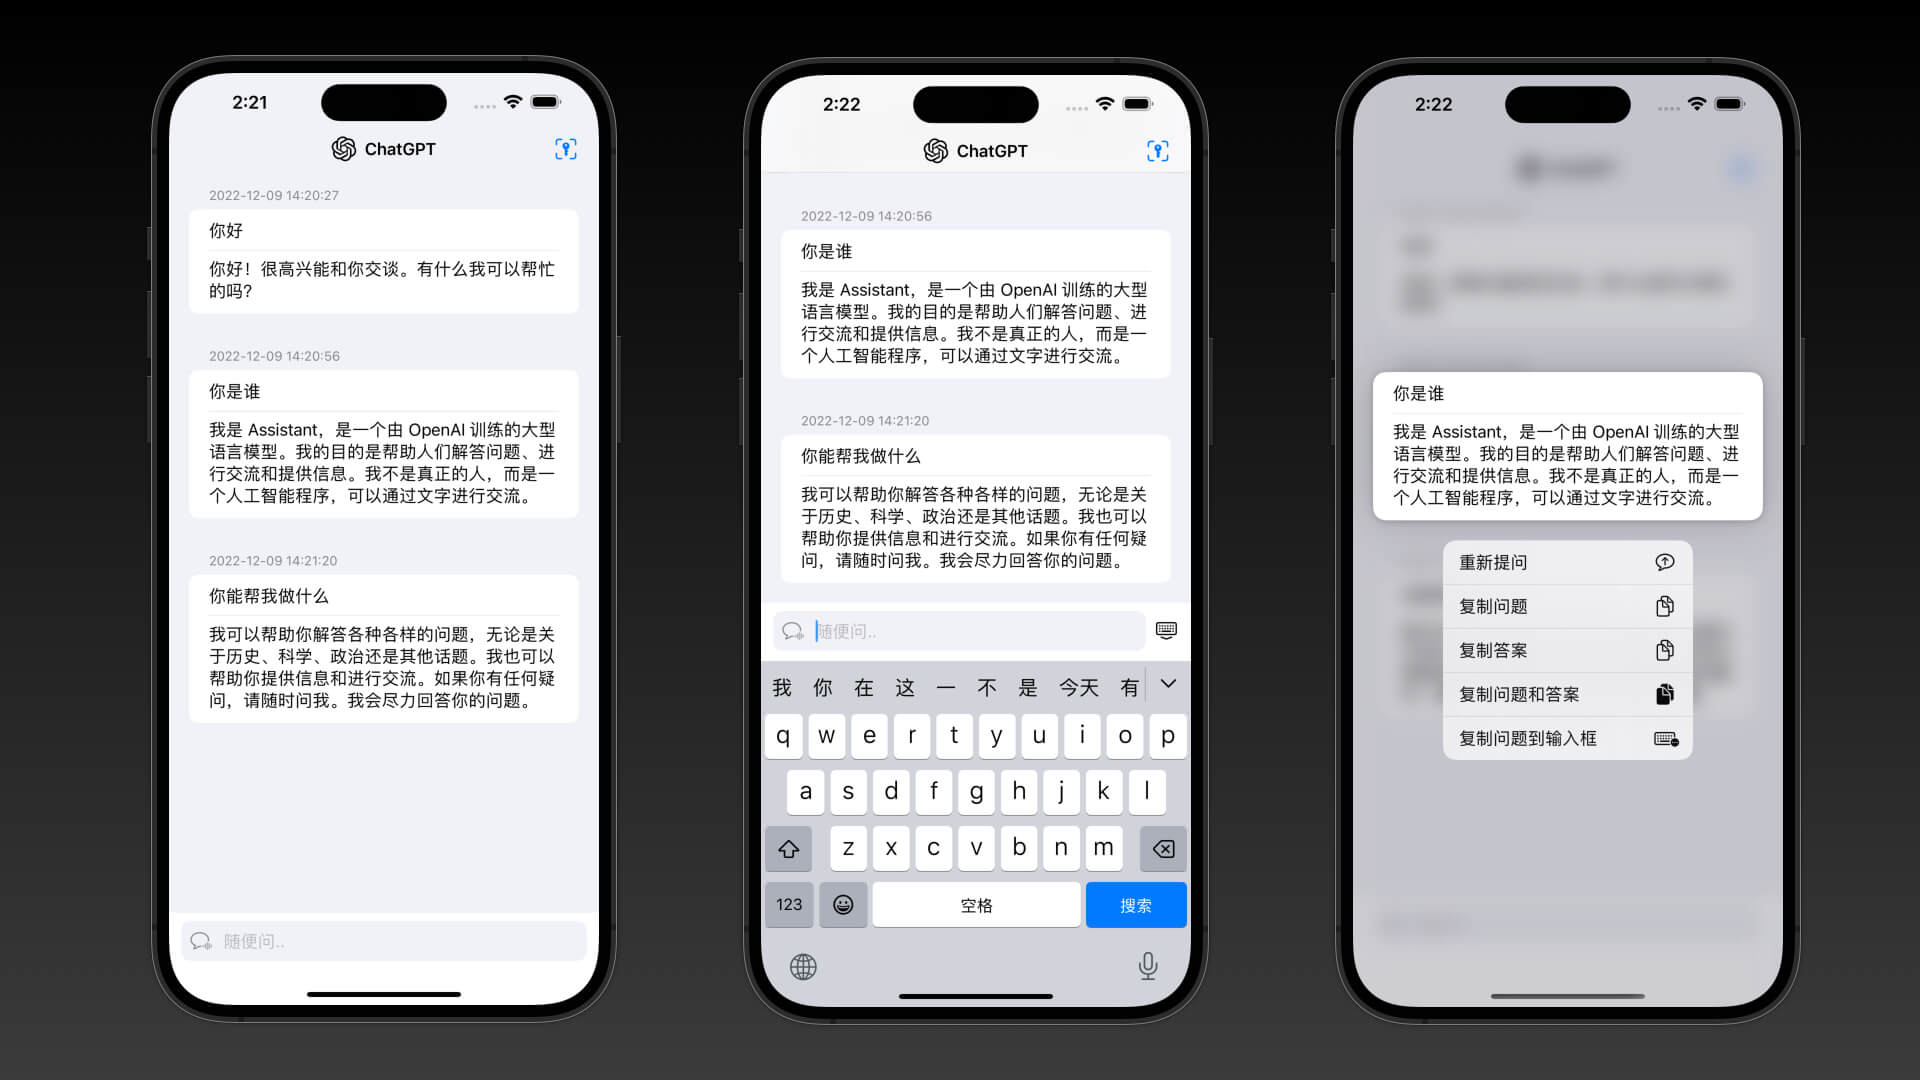 2:21
ChatGPT
2022-12-09 14:20:27
你好
你好！很高兴能和你交谈。有什么我可以帮忙
的吗？
2022-12-09 14:20:56
你是谁
我是 Assistant，是一个由 OpenAI 训练的大型
语言模型。我的目的是帮助人们解答问题、进
行交流和提供信息。我不是真正的人，而是一
个人工智能程序，可以通过文字进行交流。
2022-12-09 14:21:20
你能帮我做什么
我可以帮助你解答各种各样的问题，无论是关
于历史、科学、政治还是其他话题。我也可以
帮助你提供信息和进行交流。如果你有任何疑
问，请随时问我。我会尽力回答你的问题。
随便问..
2:22
ChatGPT
2022-12-09 14:20:56
你是谁
我是 Assistant，是一个由 OpenAI 训练的大型
语言模型。我的目的是帮助人们解答问题、进
行交流和提供信息。我不是真正的人，而是一
个人工智能程序，可以通过文字进行交流。
2022-12-09 14:21:20
你能帮我做什么
我可以帮助你解答各种各样的问题，无论是关
于历史、科学、政治还是其他话题。我也可以
帮助你提供信息和进行交流。如果你有任何疑
问，请随时问我。我会尽力回答你的问题。
随便问..
我 你 在 这 一 不 是 今天 有
q w e r t y u i o p
a s d f g h j k l
z x c v b n m
123 空格 搜索
2:22
你是谁
我是 Assistant，是一个由 OpenAI 训练的大型
语言模型。我的目的是帮助人们解答问题、进
行交流和提供信息。我不是真正的人，而是一
个人工智能程序，可以通过文字进行交流。
重新提问
复制问题
复制答案
复制问题和答案
复制问题到输入框